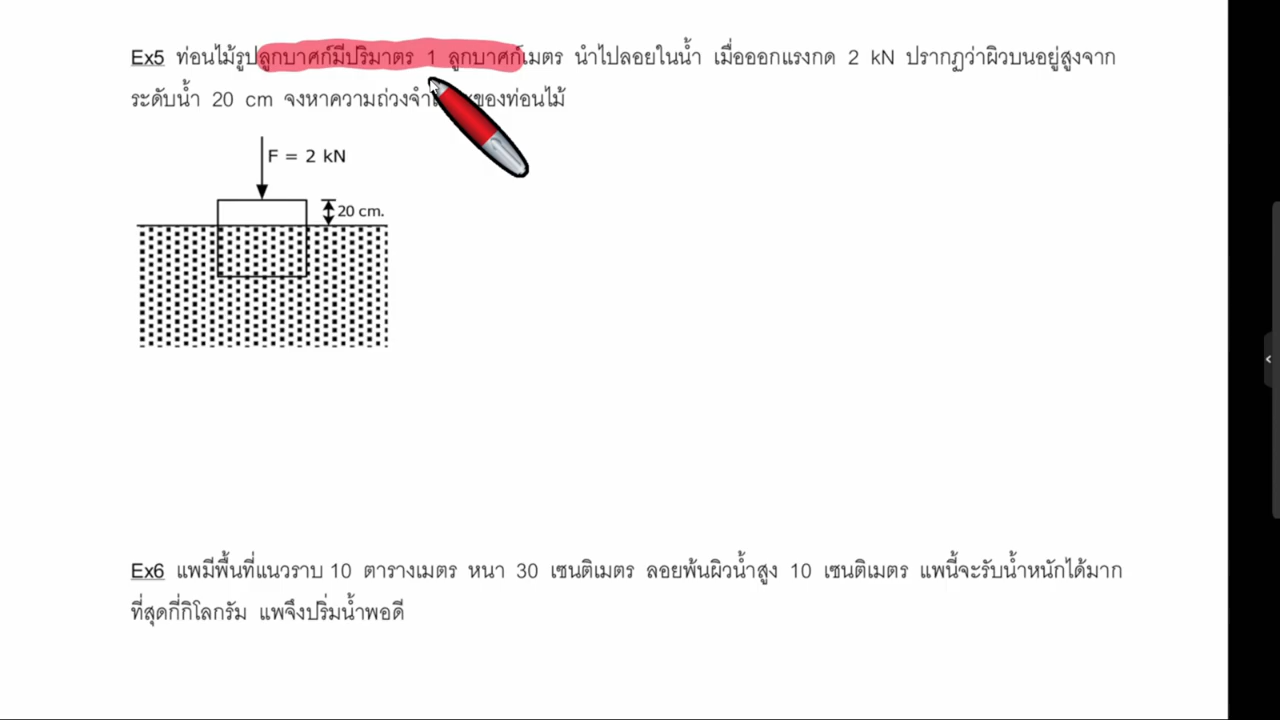 Ex5 ท่อนไม้รูปลูกบาศก์มีปริมาตร 1 ลูกบาศก์เมตร นำไปลอยในน้ำ เมื่อออกแรงกด 2 kN ปรากฏว่าผิวบนอยู่สูงจาก
ระดับน้ำ 20 cm จงหาความถ่วงจำเพาะของท่อนไม้
F = 2 kN
20 cm.
Ex6 แพมีพื้นที่แนวราบ 10 ตารางเมตร หนา 30 เซนติเมตร ลอยพ้นผิวน้ำสูง 10 เซนติเมตร แพนี้จะรับน้ำหนักได้มาก
ที่สุดกี่กิโลกรัม แพจึงปริ่มน้ำพอดี